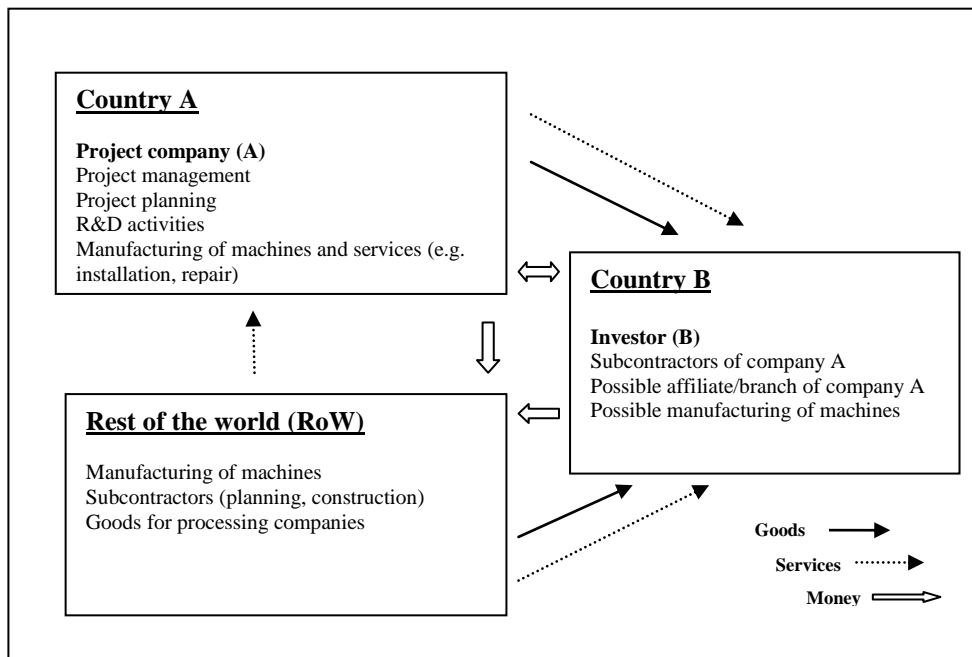 Country A
Project company (A)
Project management
Project planning
R&D activities
Manufacturing of machines and services (e.g.
installation, repair)
Country B
Investor (B)
Subcontractors of company A
Possible affiliate/branch of company A
Possible manufacturing of machines
Rest of the world (RoW)
Manufacturing of machines
Subcontractors (planning, construction)
Goods for processing companies
Goods
Services
Money